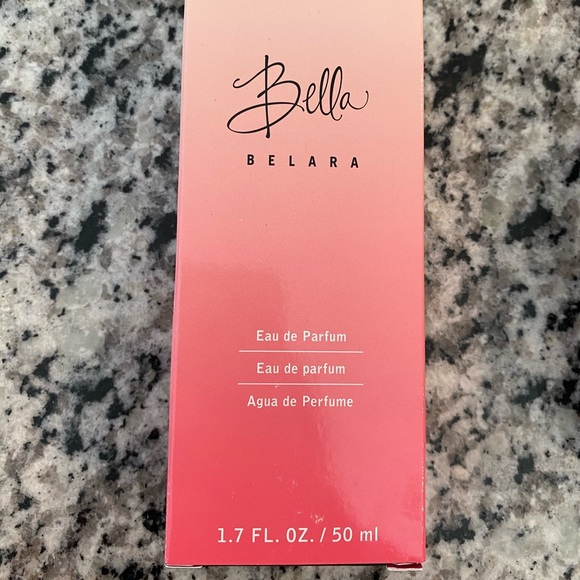 Bella
BELARA
Eau de Parfum
Eau de parfum
Agua de Perfume
1.7 FL. OZ. / 50 ml